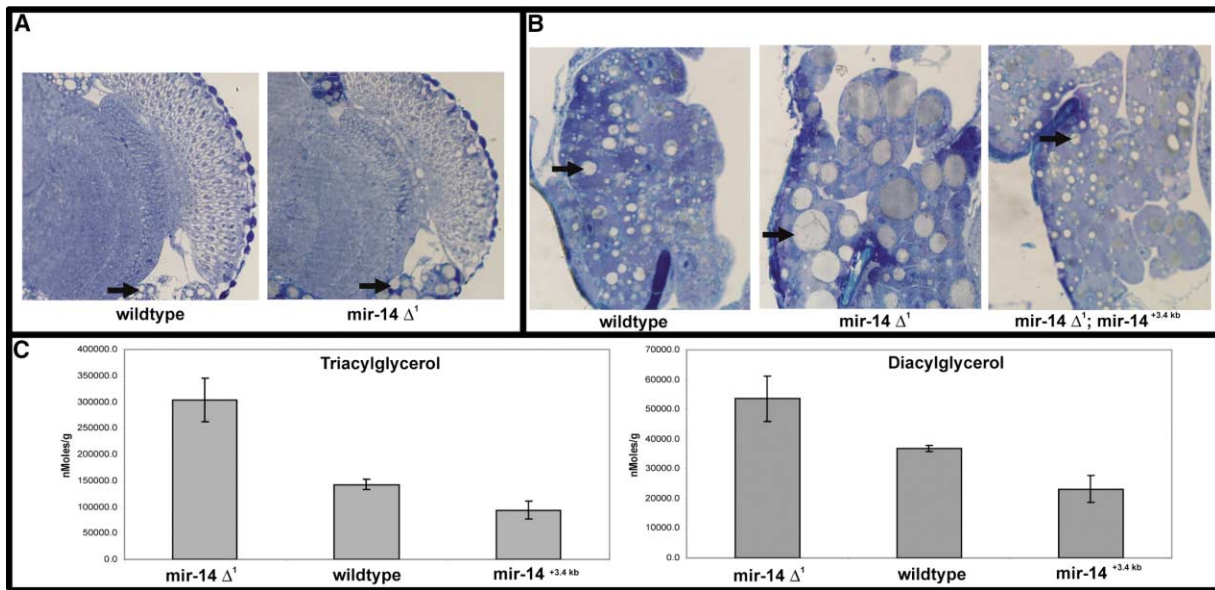 A
wildtype
mir-14 Δ¹
B
wildtype
mir-14 Δ¹
mir-14 Δ¹; mir-14 ⁺³·⁴ ᵏᵇ
C
Triacylglycerol
nMoles/g
400000.0
350000.0
300000.0
250000.0
200000.0
150000.0
100000.0
50000.0
0.0
mir-14 Δ¹
wildtype
mir-14 ⁺³·⁴ ᵏᵇ
Diacylglycerol
nMoles/g
70000.0
60000.0
50000.0
40000.0
30000.0
20000.0
10000.0
0.0
mir-14 Δ¹
wildtype
mir-14 ⁺³·⁴ ᵏᵇ